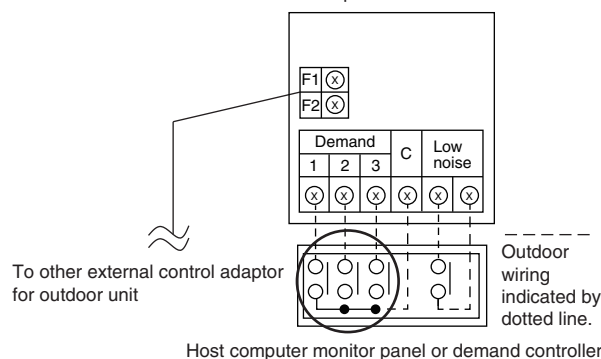 F1 X
F2 X
Demand
1 2 3
C
Low
noise
X X X X X X
To other external control adaptor
for outdoor unit
Outdoor
wiring
indicated by
dotted line.
Host computer monitor panel or demand controller